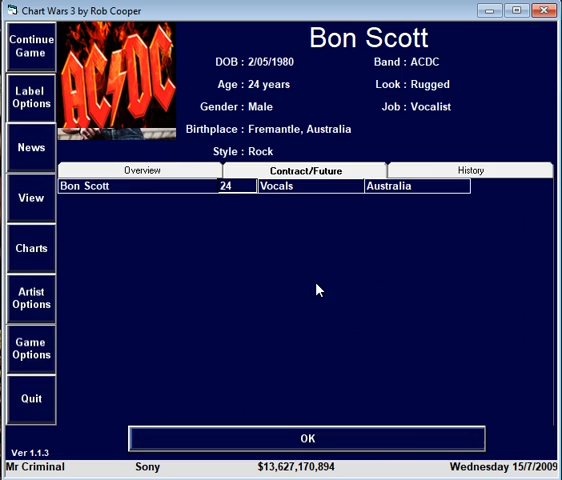 Chart Wars 3 by Rob Cooper
Continue
Game
Label
Options
News
View
Charts
Artist
Options
Game
Options
Quit
Ver 1.1.3
ACDC
Bon Scott
DOB : 2/05/1980
Band : ACDC
Age : 24 years
Look : Rugged
Gender : Male
Job : Vocalist
Birthplace : Fremantle, Australia
Style : Rock
Overview
Contract/Future
History
Bon Scott 24 Vocals Australia
OK
Mr Criminal Sony $13,627,170,894 Wednesday 15/7/2009